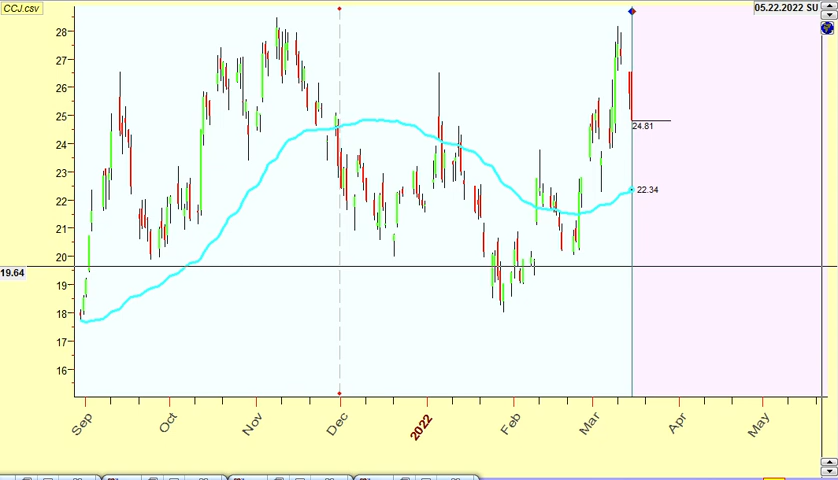 CCJ.csv
05.22.2022 SU
28
27
26
25
24
23
22
21
20
19.64
19
18
17
16
24.81
22.34
Sep
Oct
Nov
Dec
2022
Feb
Mar
Apr
May